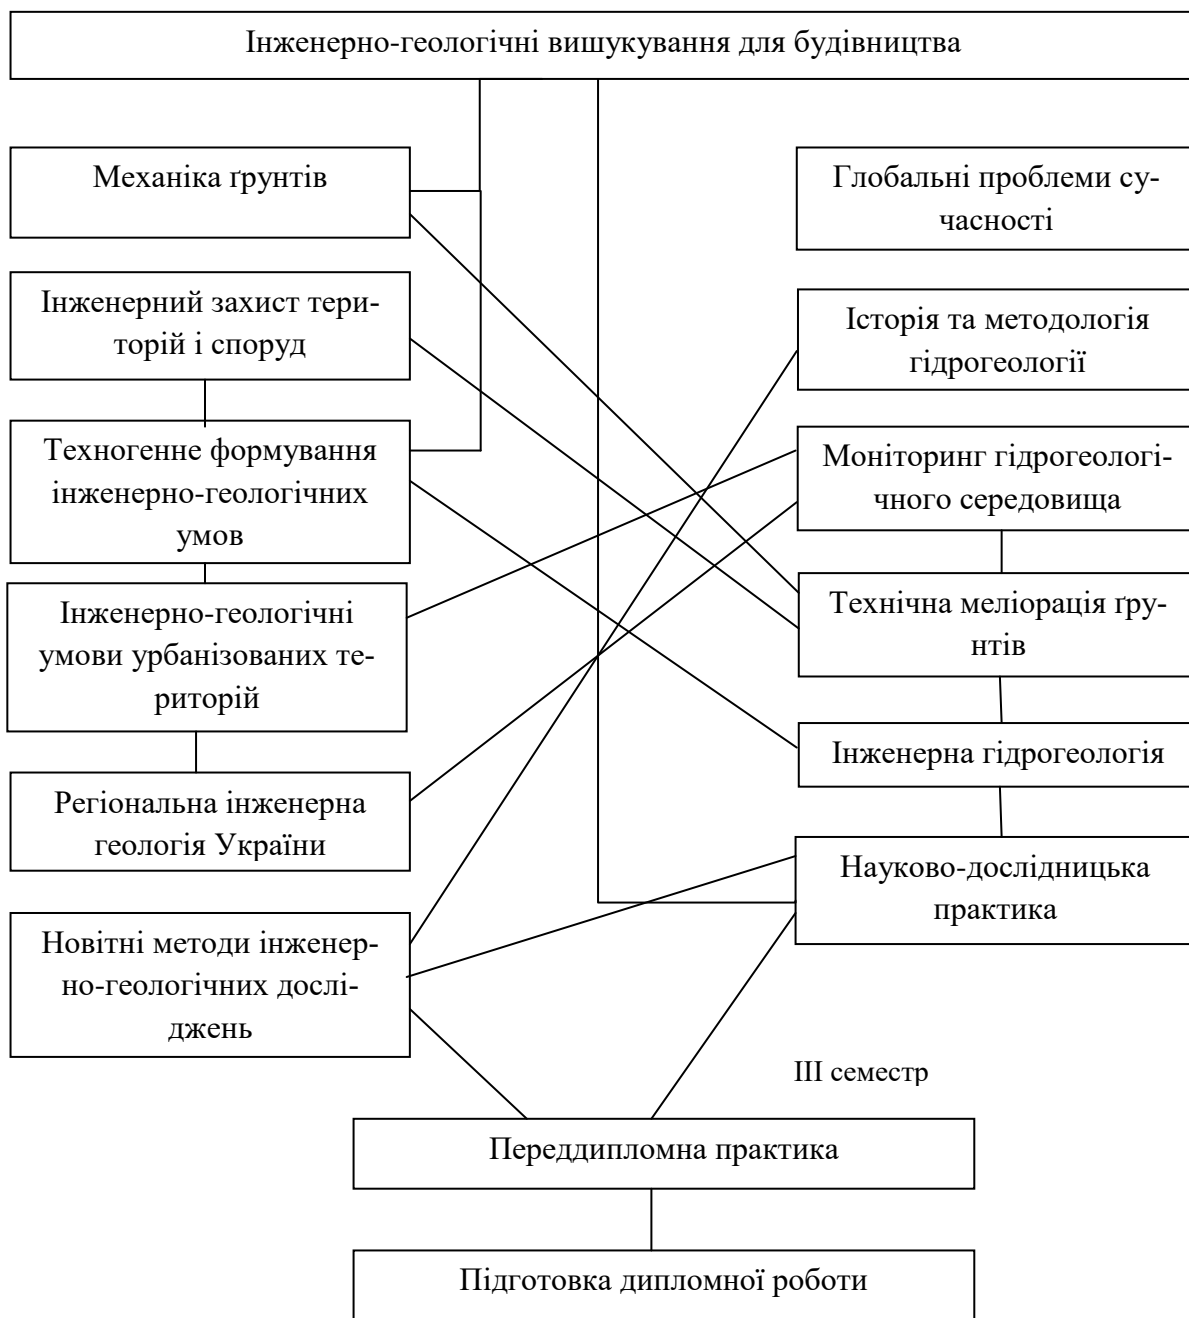 Інженерно-геологічні вишукування для будівництва
Механіка ґрунтів
Глобальні проблеми су-
часності
Інженерний захист тери-
торій і споруд
Історія та методологія
гідрогеології
Техногенне формування
інженерно-геологічних
умов
Моніторинг гідрогеологі-
чного середовища
Інженерно-геологічні
умови урбанізованих те-
риторій
Технічна меліорація ґру-
нтів
Інженерна гідрогеологія
Регіональна інженерна
геологія України
Науково-дослідницька
практика
Новітні методи інженер-
но-геологічних дослі-
джень
ІІІ семестр
Переддипломна практика
Підготовка дипломної роботи